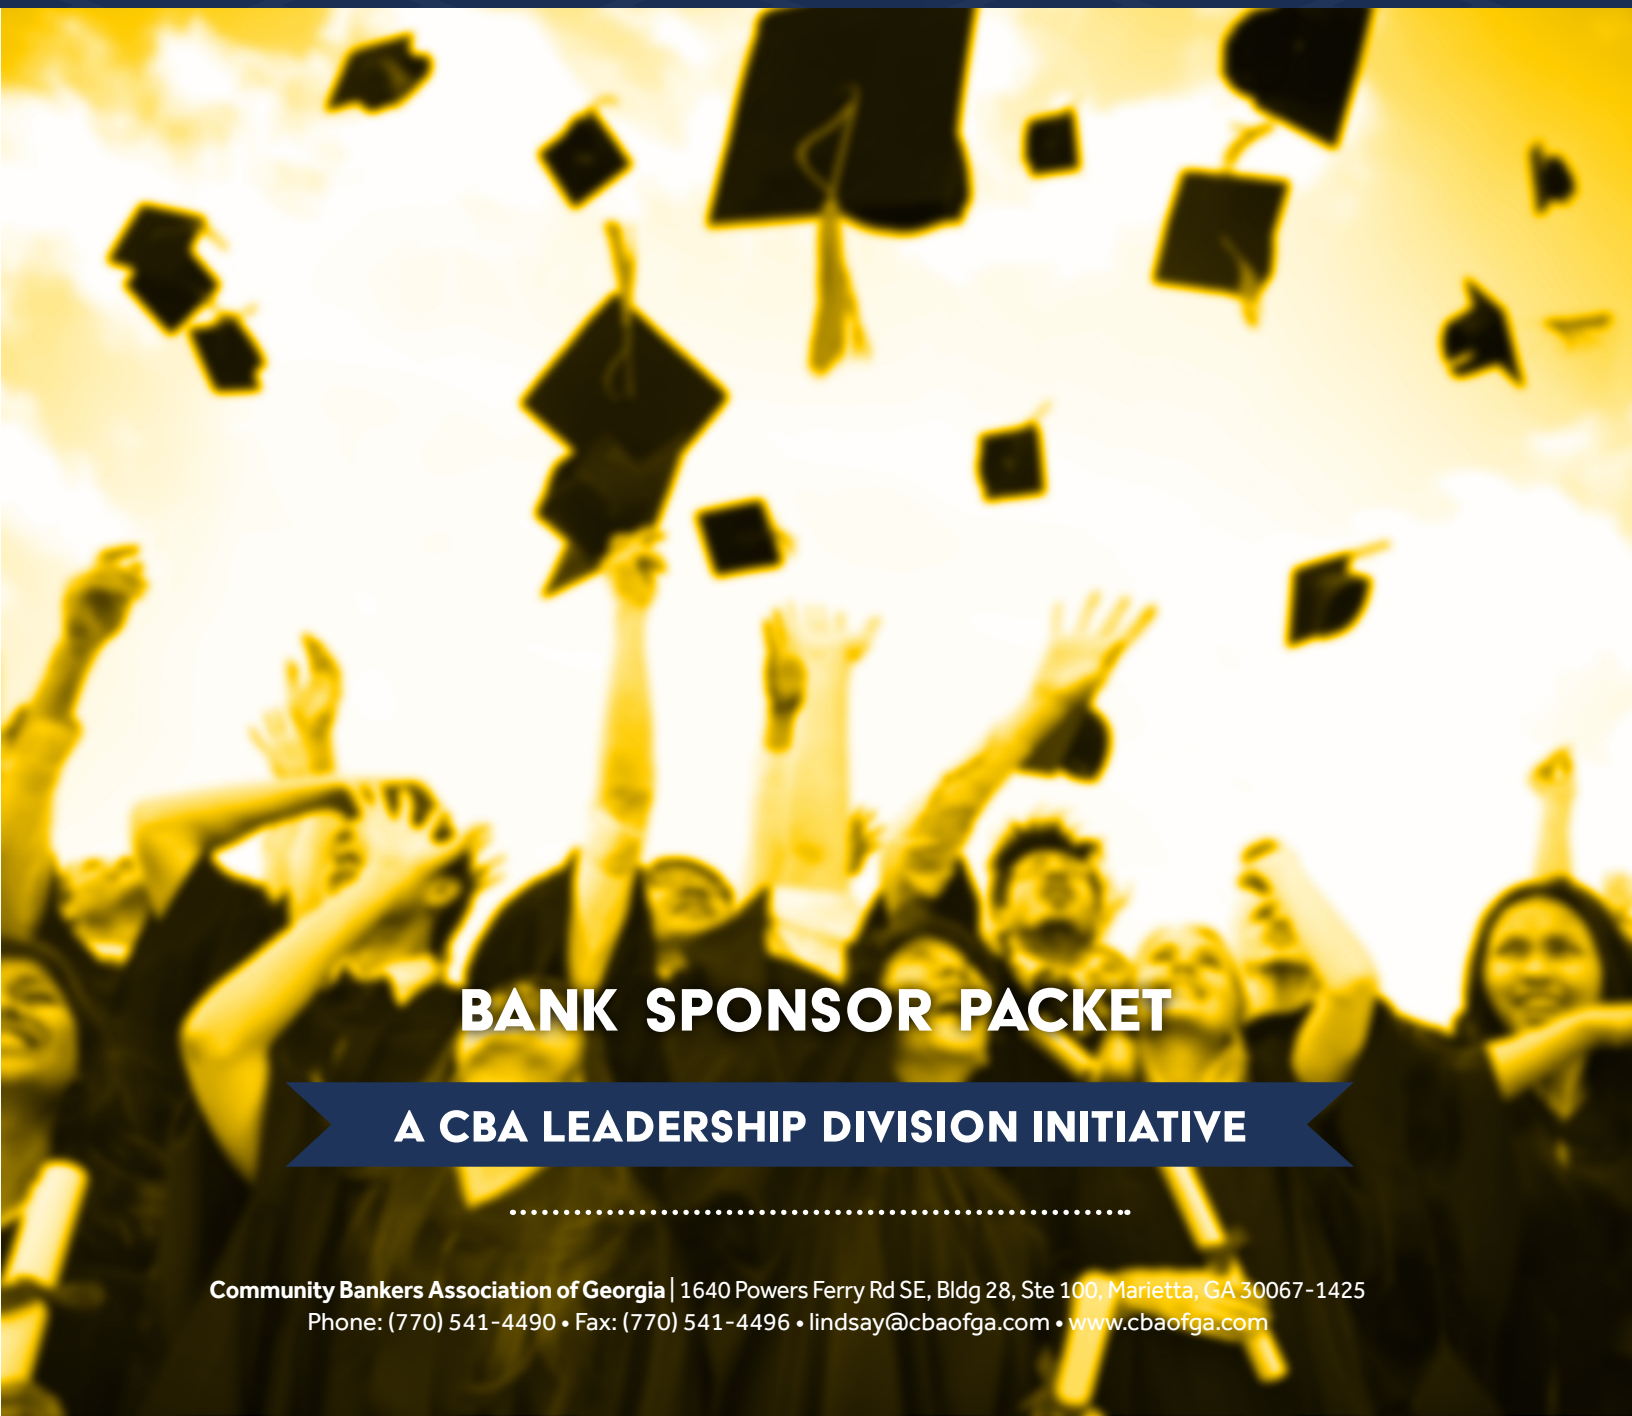 BANK SPONSOR PACKET
A CBA LEADERSHIP DIVISION INITIATIVE
Community Bankers Association of Georgia | 1640 Powers Ferry Rd SE, Bldg 28, Ste 100, Marietta, GA 30067-1425
Phone: (770) 541-4490 • Fax: (770) 541-4496 • lindsay@cbaofga.com • www.cbaofga.com